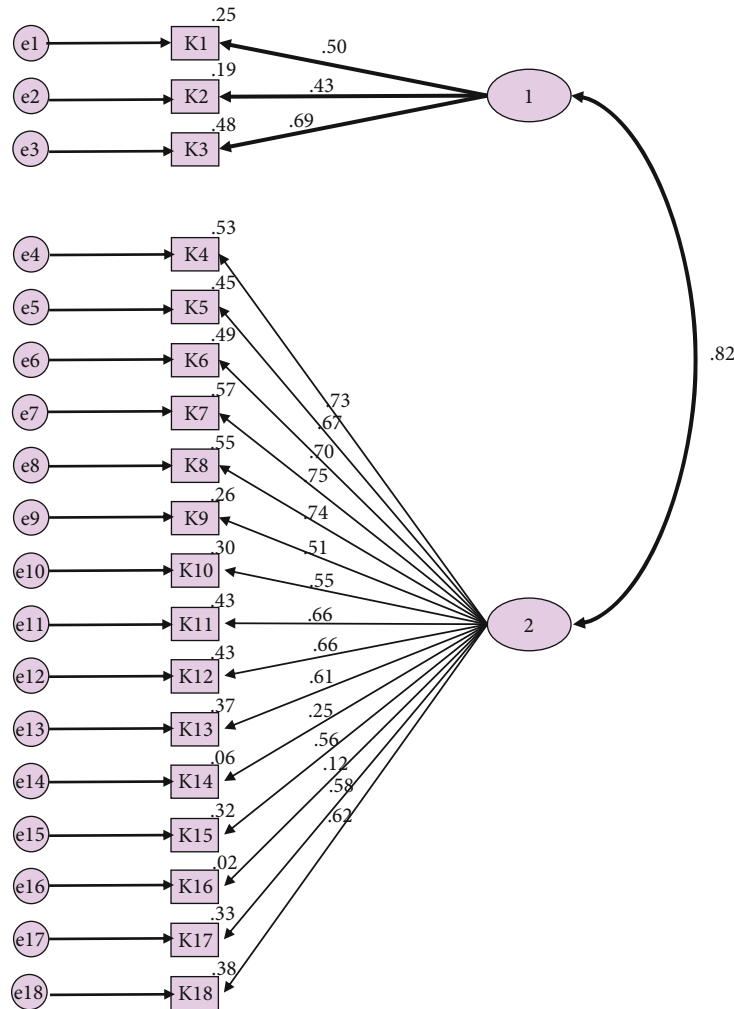 .25
e1 K1 .50
.19
e2 K2 .43 1
.48
e3 K3 .69
.53
e4 K4
.45
e5 K5
.49
e6 K6 .82
.57
e7 K7 .73
.67
.55 .70
e8 K8 .75
.26
e9 K9 .74
.30 .51
e10 K10 .55
.43
e11 K11 .66 2
.43 .66
e12 K12
.37 .61
e13 K13 .25
.06 .56
e14 K14 .12
.32 .58
e15 K15 .62
.02
e16 K16
.33
e17 K17
.38
e18 K18